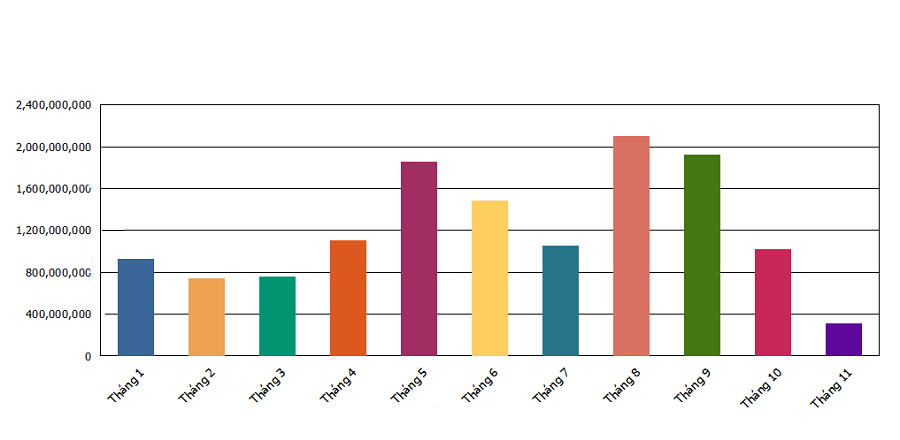 2,400,000,000
2,000,000,000
1,600,000,000
1,200,000,000
800,000,000
400,000,000
0
Tháng 1
Tháng 2
Tháng 3
Tháng 4
Tháng 5
Tháng 6
Tháng 7
Tháng 8
Tháng 9
Tháng 10
Tháng 11